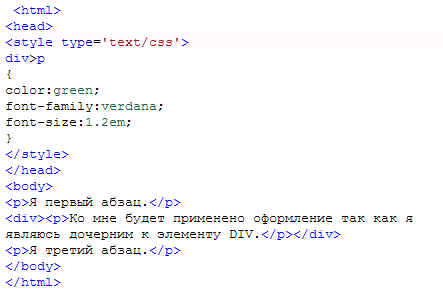 <html>
<head>
<style type='text/css'>
div>p
{
color:green;
font-family:verdana;
font-size:1.2em;
}
</style>
</head>
<body>
<p>Я первый абзац.</p>
<div><p>Ко мне будет применено оформление так как я
являюсь дочерним к элементу DIV.</p></div>
<p>Я третий абзац.</p>
</body>
</html>